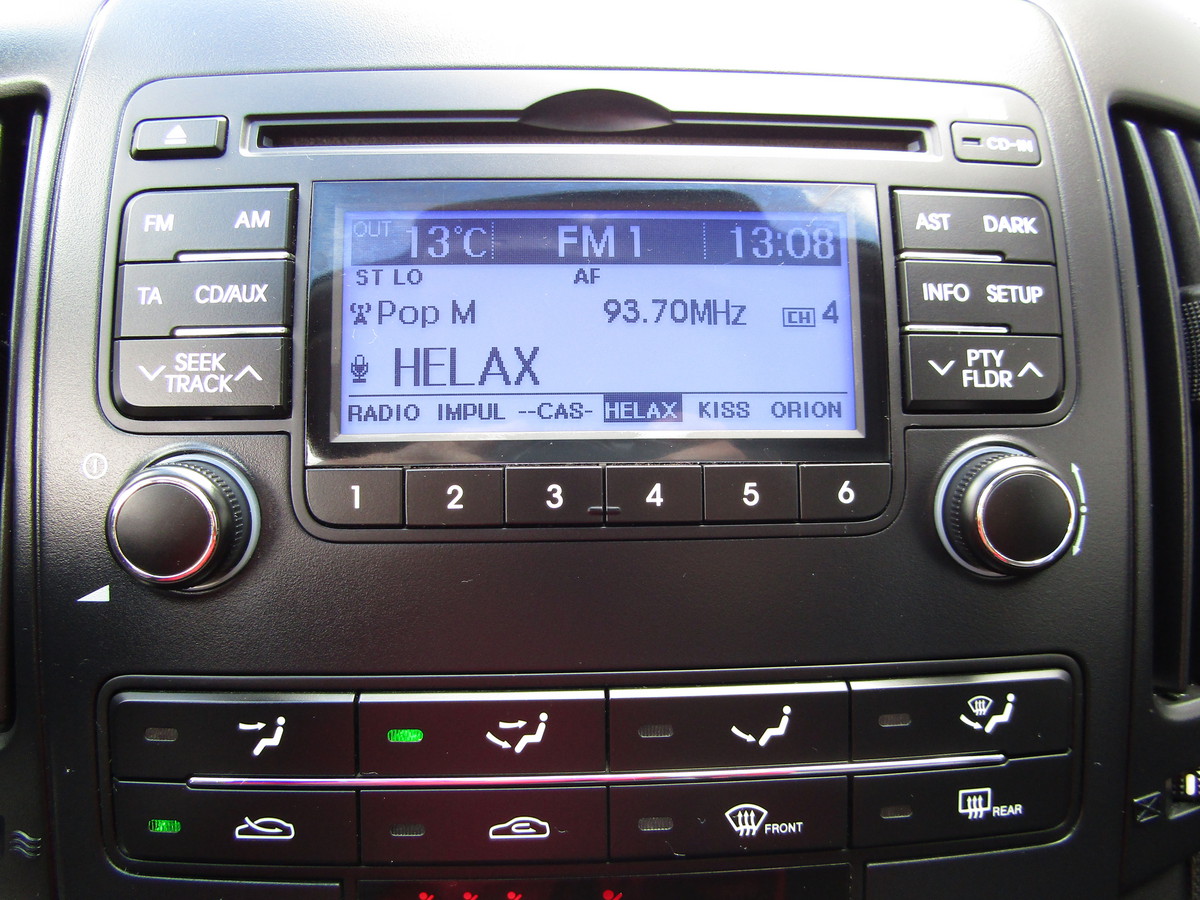 CD-IN
FM AM
AST DARK
OUT 13°C FM1 13:08
ST LO AF
TA CD/AUX
INFO SETUP
Pop M 93.70MHz CH 4
SEEK
TRACK
PTY
FLDR
HELAX
RADIO IMPUL --CAS- HELAX KISS ORION
1 2 3 4 5 6
FRONT
REAR